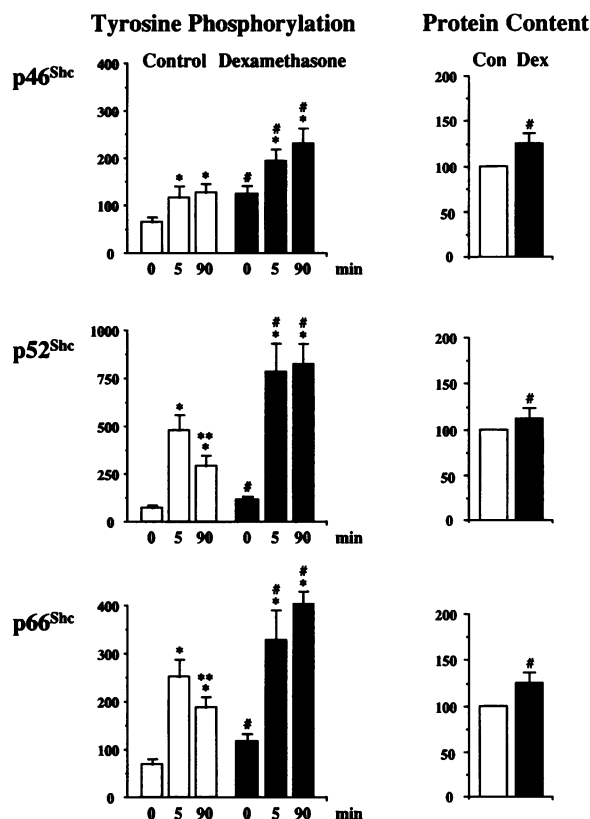 Tyrosine Phosphorylation
Protein Content
p46Shc
Control Dexamethasone
Con Dex
400
300
200
100
0
* * # # * # *
0 5 90 0 5 90 min
200
150
125
100
75
50
25
0
#
p52Shc
1000
750
500
250
0
* ** * # # * # *
0 5 90 0 5 90 min
200
150
100
50
0
#
p66Shc
400
300
200
100
0
* ** * # # * # *
0 5 90 0 5 90 min
200
150
100
50
0
#